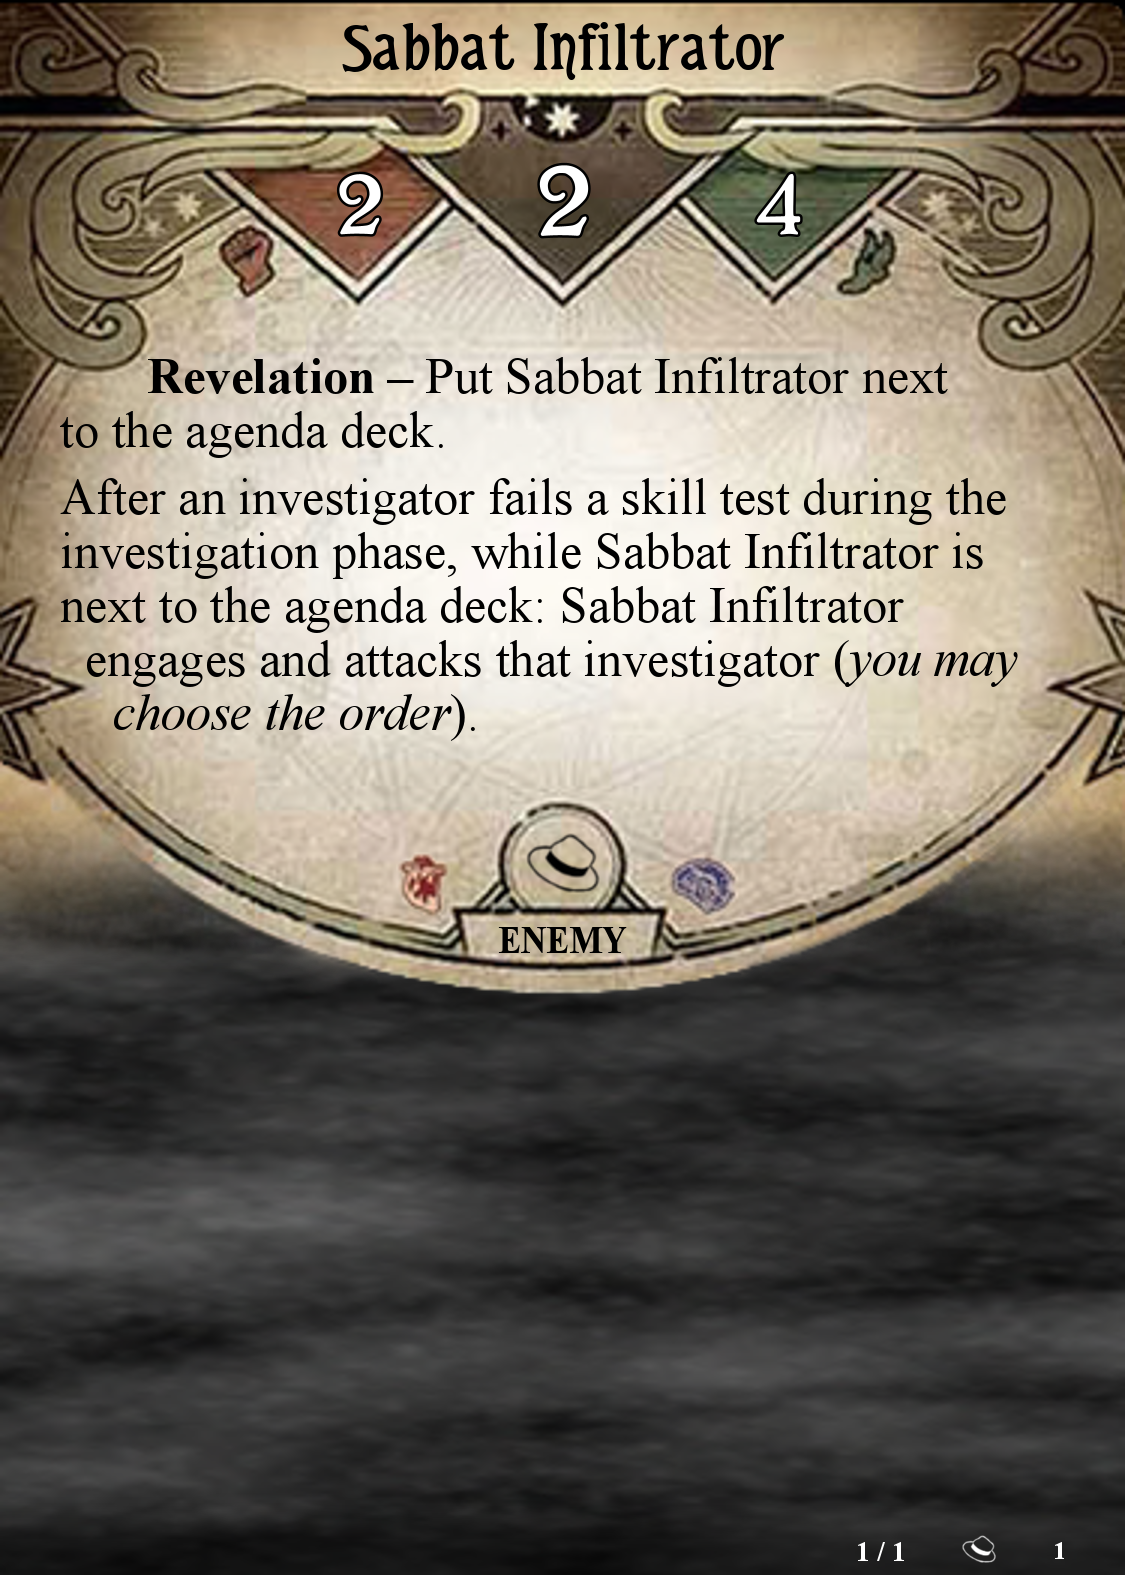 Sabbat Infiltrator
2 2 4
Revelation – Put Sabbat Infiltrator next
to the agenda deck.
After an investigator fails a skill test during the
investigation phase, while Sabbat Infiltrator is
next to the agenda deck: Sabbat Infiltrator
engages and attacks that investigator (you may
choose the order).
ENEMY
1 / 1 1